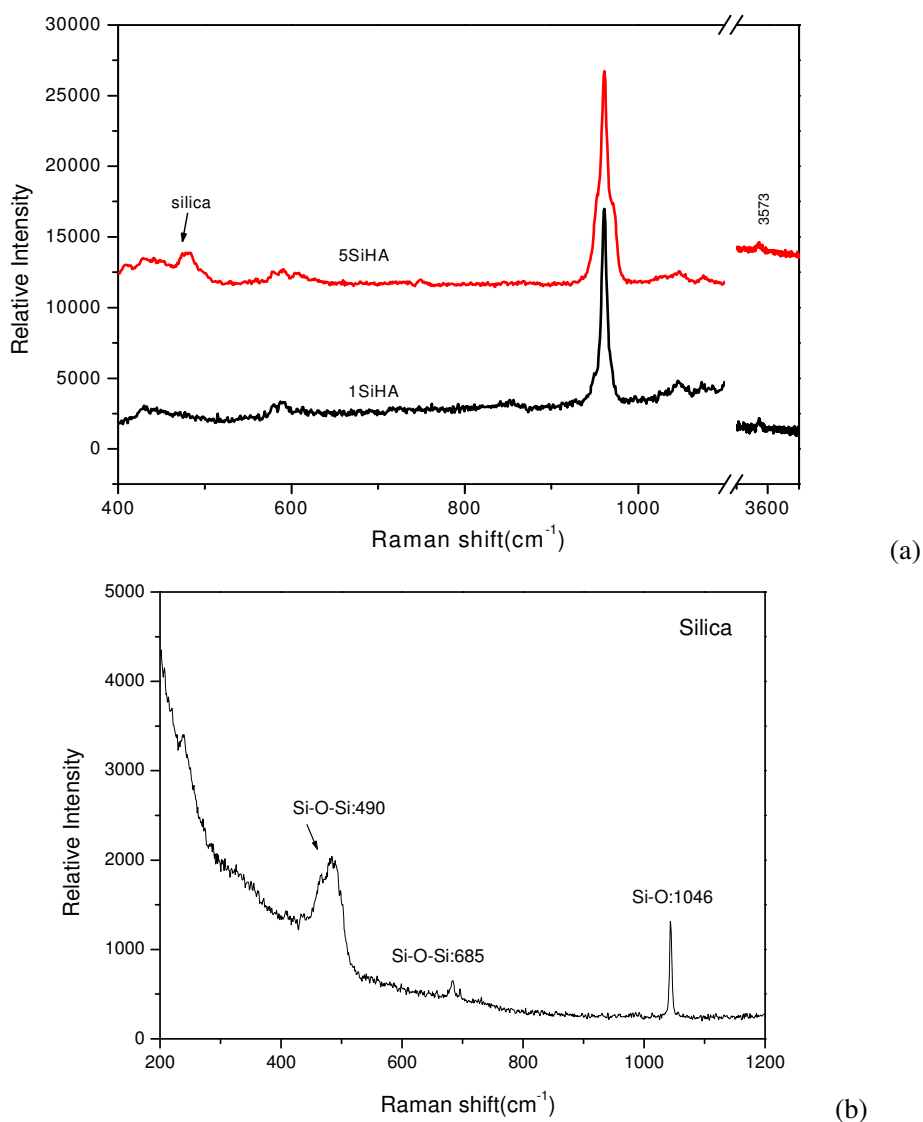 30000
25000
20000
15000
10000
5000
0
Relative Intensity
silica
5SiHA
1SiHA
3573
400
600
800
1000
3600
Raman shift(cm-1)
(a)
5000
4000
3000
2000
1000
0
Relative Intensity
Silica
Si-O-Si:490
Si-O-Si:685
Si-O:1046
200
400
600
800
1000
1200
Raman shift(cm-1)
(b)